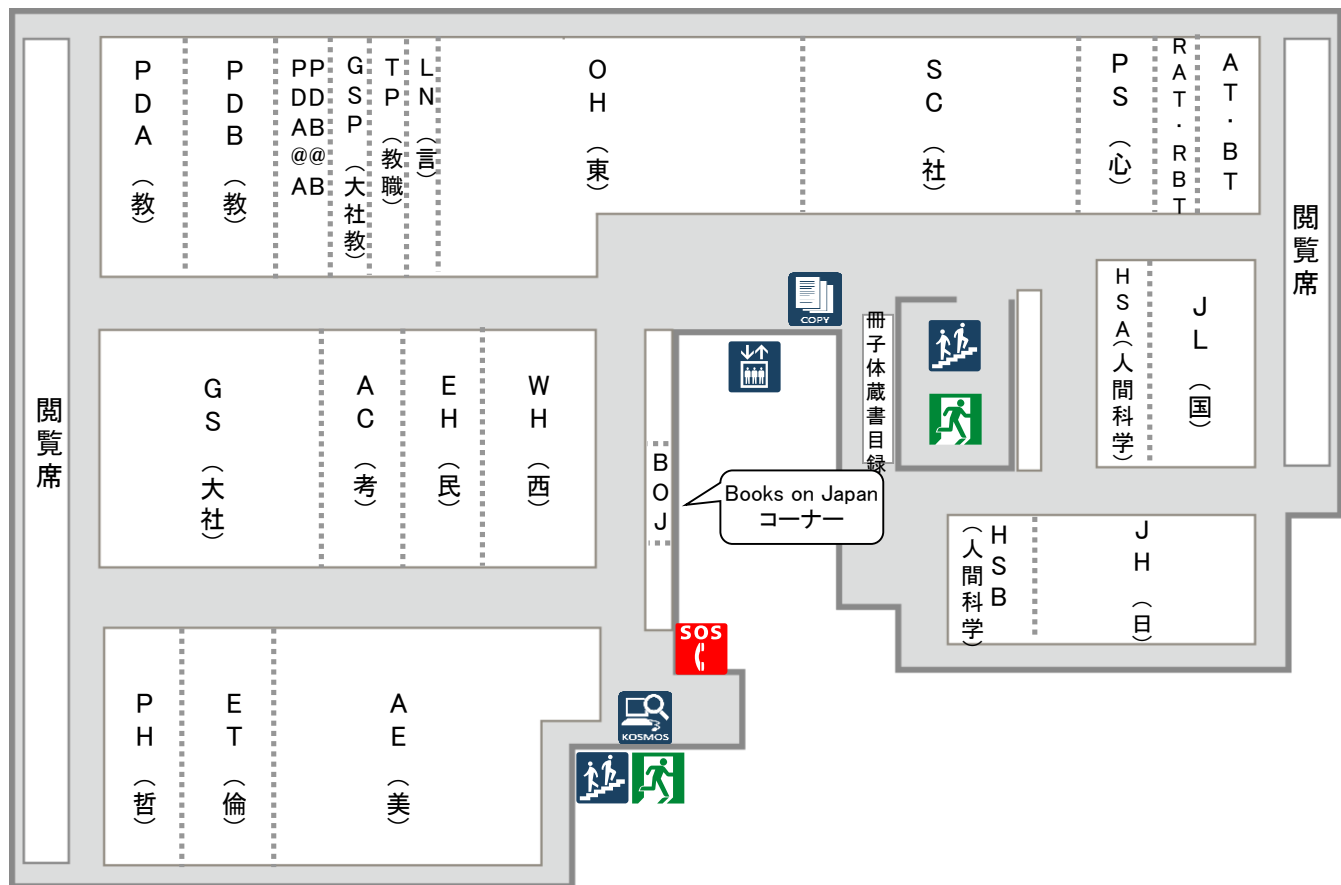 PDA（教）
PDB（教）
PDB@B
PDA@A
GSP（大社教）
TP（教職）
LN（言）
OH（東）
SC（社）
PS（心）
RAT・RBT
AT・BT
閲覧席
閲覧席
HSA（人間科学）
JL（国）
COPY
冊子体蔵書目録
GS（大社）
AC（考）
EH（民）
WH（西）
BOJ
Books on Japan
コーナー
HSB
（人間科学）
JH（日）
SOS
PH（哲）
ET（倫）
AE（美）
KOSMOS